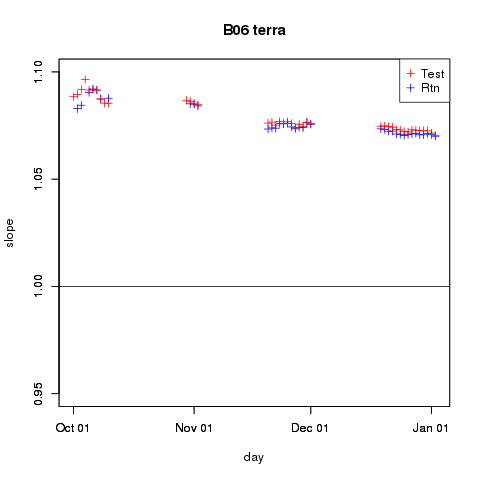 B06 terra
Test
Rtn
1.10
1.05
1.00
0.95
slope
Oct 01
Nov 01
Dec 01
Jan 01
day